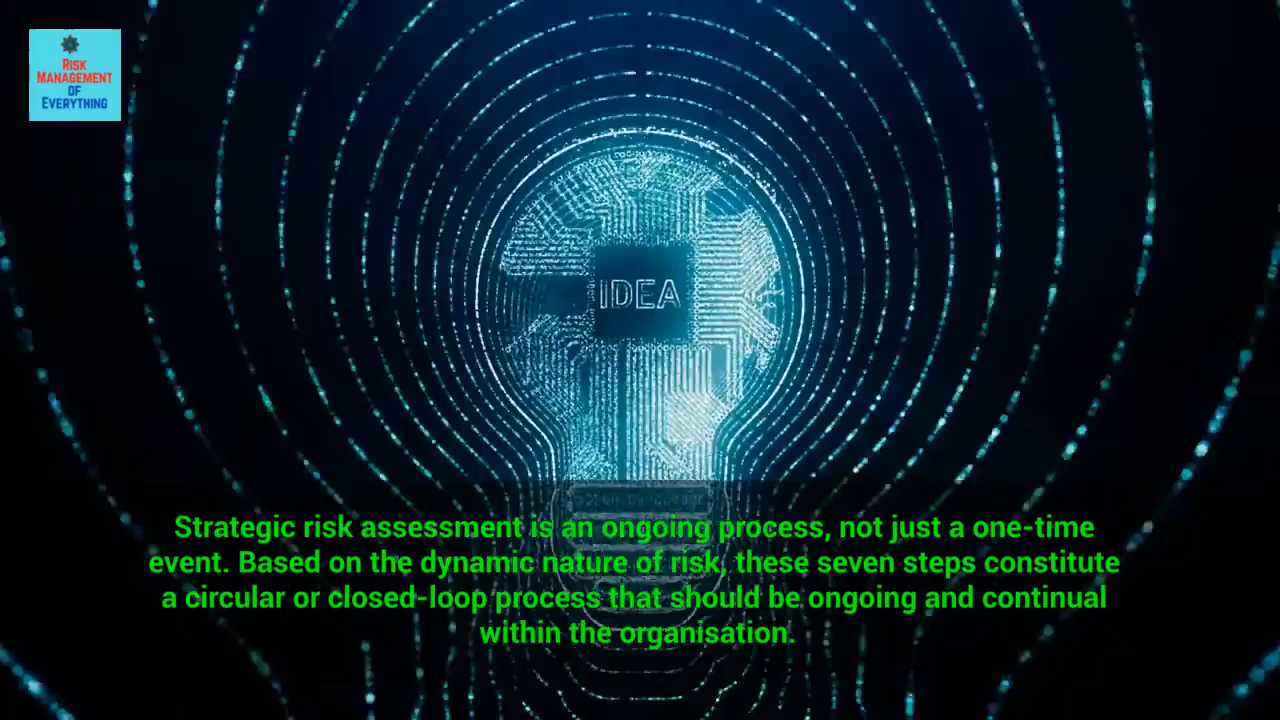 RISK
MANAGEMENT
OF
EVERYTHING
IDEA
Strategic risk assessment is an ongoing process, not just a one-time
event. Based on the dynamic nature of risk, these seven steps constitute
a circular or closed-loop process that should be ongoing and continual
within the organisation.